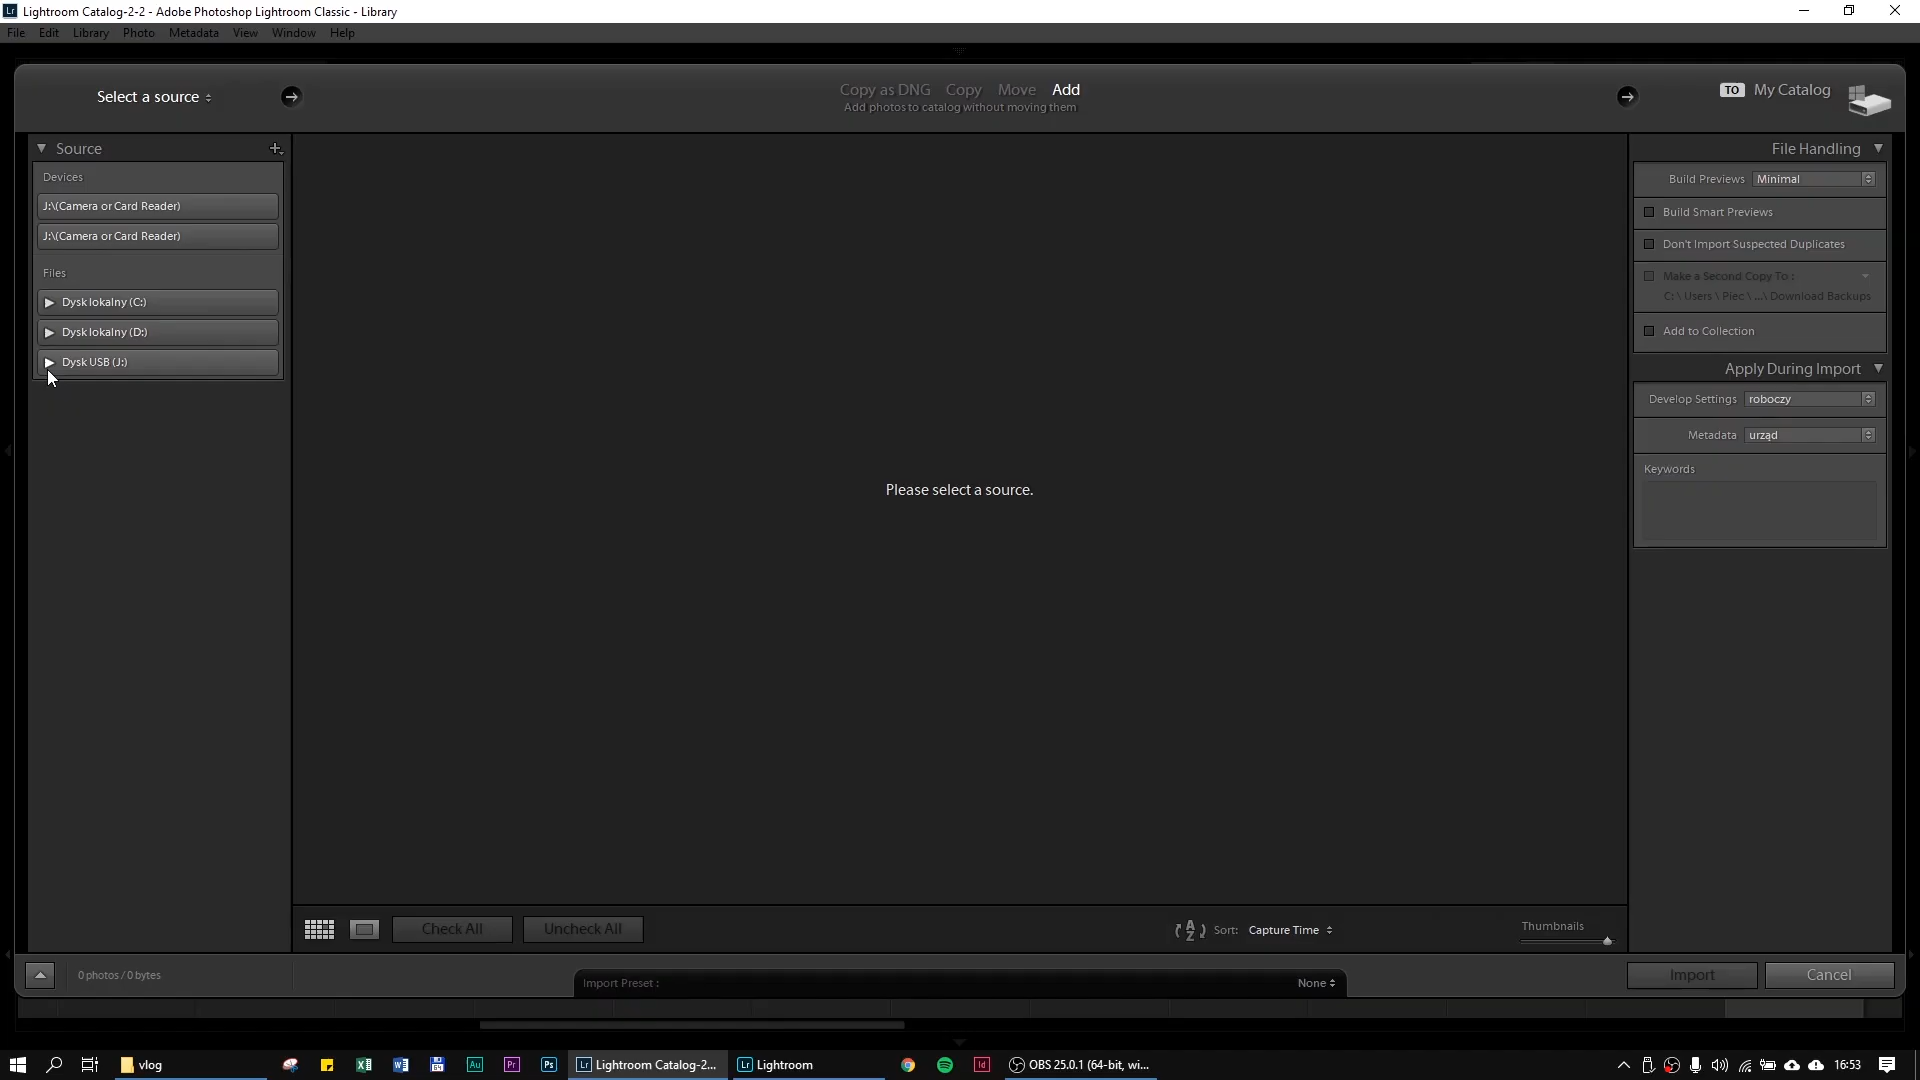 Lightroom Catalog-2-2 - Adobe Photoshop Lightroom Classic - Library
File Edit Library Photo Metadata View Window Help
Select a source
Copy as DNG Copy Move Add
Add photos to catalog without moving them
TO My Catalog
Source
Devices
J:\(Camera or Card Reader)
J:\(Camera or Card Reader)
Files
Dysk lokalny (C:)
Dysk lokalny (D:)
Dysk USB (J:)
Please select a source.
File Handling
Build Previews Minimal
Build Smart Previews
Don't Import Suspected Duplicates
Make a Second Copy To :
C: \ Users \ Piec \ ...\ Download Backups
Add to Collection
Apply During Import
Develop Settings roboczy
Metadata urząd
Keywords
Check All Uncheck All
Sort: Capture Time
Thumbnails
0 photos / 0 bytes
Import Preset : None
Import Cancel
vlog
Lightroom Catalog-2...
Lightroom
OBS 25.0.1 (64-bit, wi...
16:53